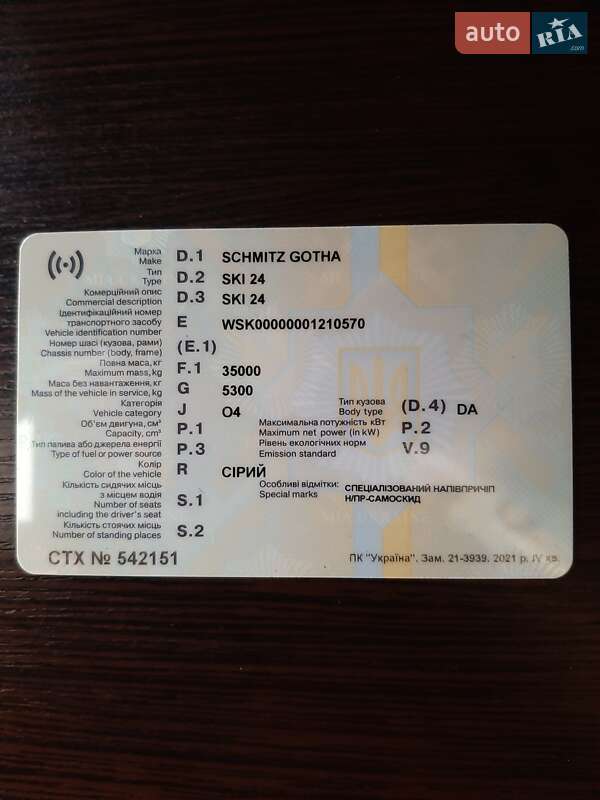 auto RIA .com
Марка D.1 SCHMITZ GOTHA
Make
Тип D.2 SKI 24
Type
Комерційний опис D.3 SKI 24
Commercial description
Ідентифікаційний номер
транспортного засобу E WSK00000001210570
Vehicle identification number
Номер шасі (кузова, рами) (E.1)
Chassis number (body, frame)
Повна маса, кг F.1 35000
Maximum mass, kg
Маса без навантаження, кг G 5300
Mass of the vehicle in service, kg
Категорія J O4 Тип кузова (D.4) DA
Vehicle category Body type
Об'єм двигуна, см³ P.1 Максимальна потужність кВт P.2
Capacity, cm³ Maximum net power (in kW)
Тип палива або джерела енергії P.3 Рівень екологічних норм V.9
Type of fuel or power source Emission standard
Колір R СІРИЙ
Color of the vehicle
Особливі відмітки: СПЕЦІАЛІЗОВАНИЙ НАПІВПРИЧІП
Special marks Н/ПР-САМОСКИД
Кількість сидячих місць
з місцем водія S.1
Number of seats
including the driver's seat
Кількість стоячих місць S.2
Number of standing places
СТХ № 542151 ПК "Україна". Зам. 21-3939. 2021 р. IV кв.